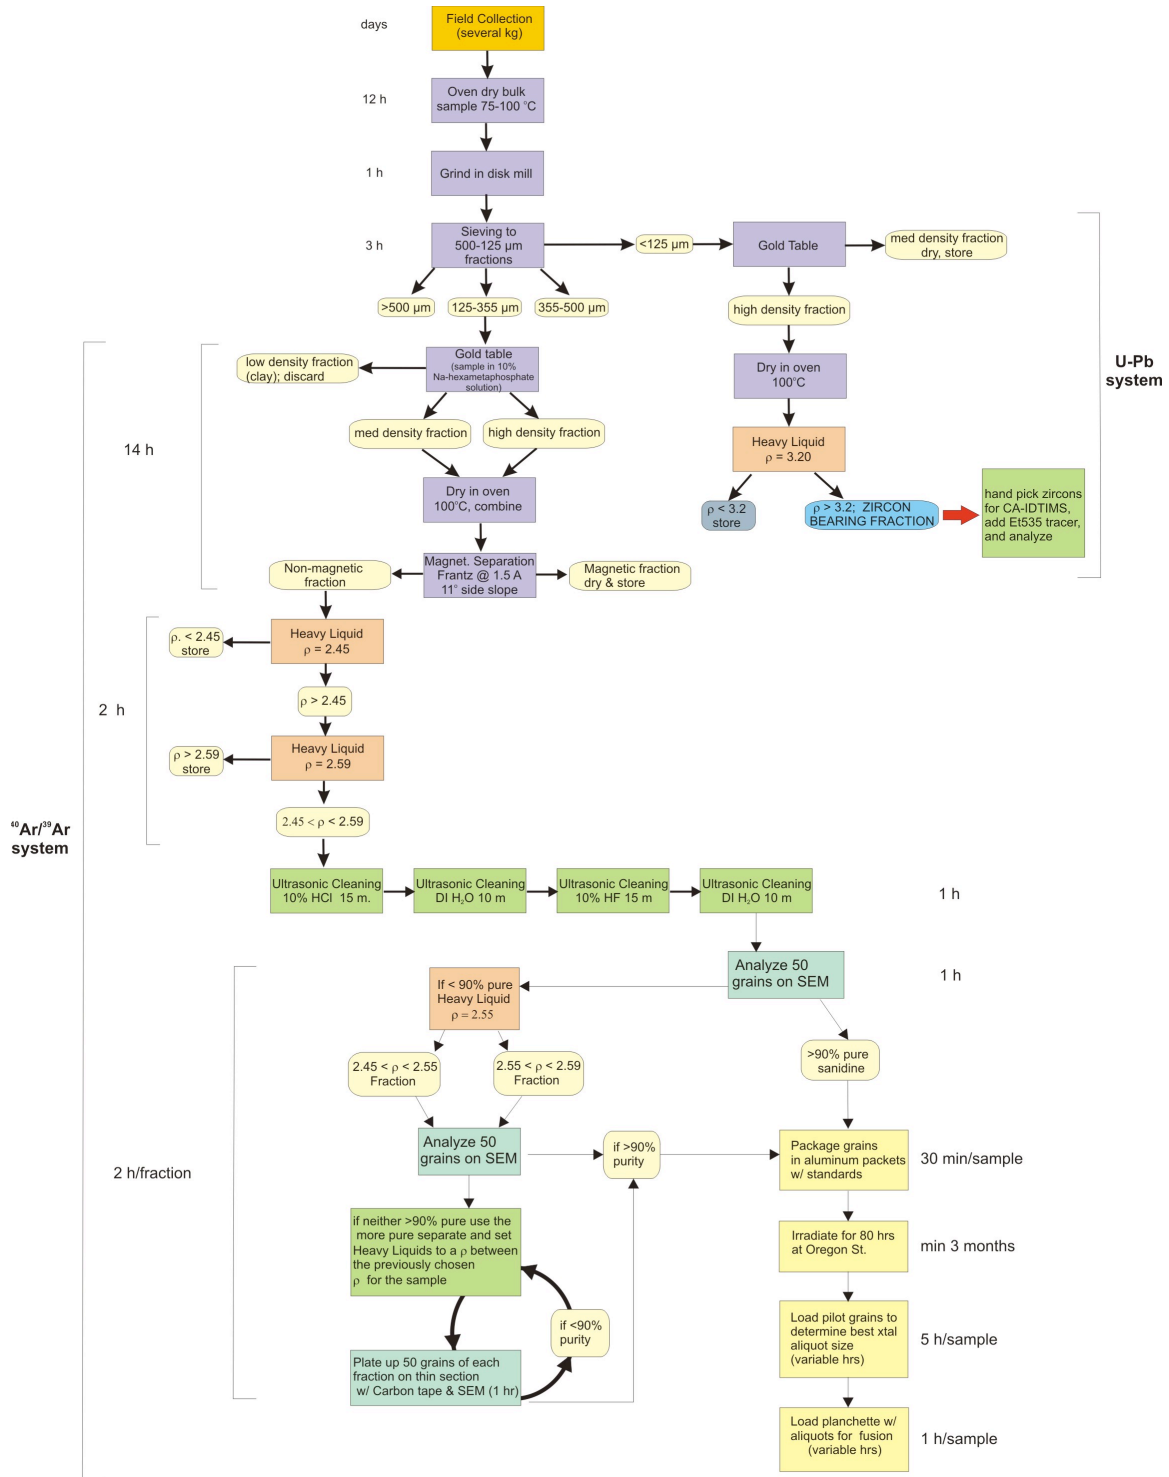 days
Field Collection
(several kg)
12 h
Oven dry bulk
sample 75-100 °C
1 h
Grind in disk mill
3 h
Sieving to
500-125 µm
fractions
<125 µm
Gold Table
med density fraction
dry, store
>500 µm
125-355 µm
355-500 µm
high density fraction
U-Pb
system
low density fraction
(clay); discard
Gold table
(sample in 10%
Na-hexametaphosphate
solution)
Dry in oven
100°C
14 h
med density fraction
high density fraction
Heavy Liquid
ρ = 3.20
Dry in oven
100°C, combine
ρ < 3.2
store
ρ > 3.2; ZIRCON
BEARING FRACTION
hand pick zircons
for CA-IDTIMS,
add Et535 tracer,
and analyze
Non-magnetic
fraction
Magnet. Separation
Frantz @ 1.5 A
11° side slope
Magnetic fraction
dry & store
ρ. < 2.45
store
Heavy Liquid
ρ = 2.45
2 h
ρ > 2.45
ρ > 2.59
store
Heavy Liquid
ρ = 2.59
2.45 < ρ < 2.59
⁴⁰Ar/³⁹Ar
system
Ultrasonic Cleaning
10% HCl 15 m.
Ultrasonic Cleaning
DI H₂O 10 m
Ultrasonic Cleaning
10% HF 15 m
Ultrasonic Cleaning
DI H₂O 10 m
1 h
Analyze 50
grains on SEM
1 h
If < 90% pure
Heavy Liquid
ρ = 2.55
2.45 < ρ < 2.55
Fraction
2.55 < ρ < 2.59
Fraction
>90% pure
sanidine
2 h/fraction
Analyze 50
grains on SEM
if >90%
purity
Package grains
in aluminum packets
w/ standards
30 min/sample
if neither >90% pure use the
more pure separate and set
Heavy Liquids to a ρ between
the previously chosen
ρ for the sample
Irradiate for 80 hrs
at Oregon St.
min 3 months
if <90%
purity
Load pilot grains to
determine best xtal
aliquot size
(variable hrs)
5 h/sample
Plate up 50 grains of each
fraction on thin section
w/ Carbon tape & SEM (1 hr)
Load planchette w/
aliquots for fusion
(variable hrs)
1 h/sample